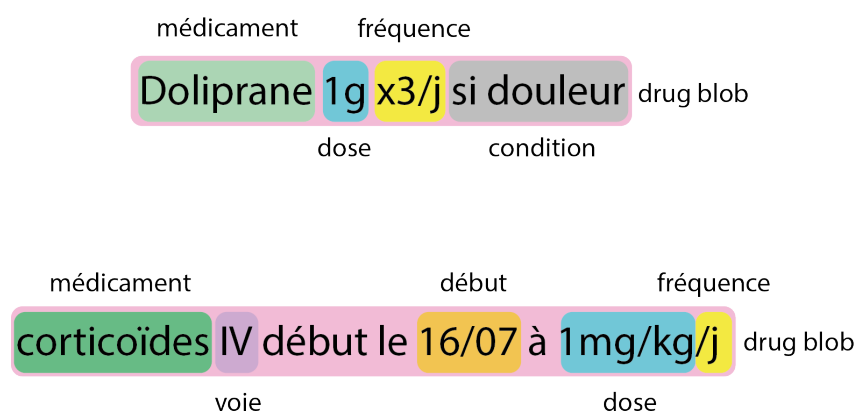 médicament fréquence
Doliprane 1g x3/j si douleur drug blob
dose condition
médicament début fréquence
corticoïdes IV début le 16/07 à 1mg/kg/j drug blob
voie dose